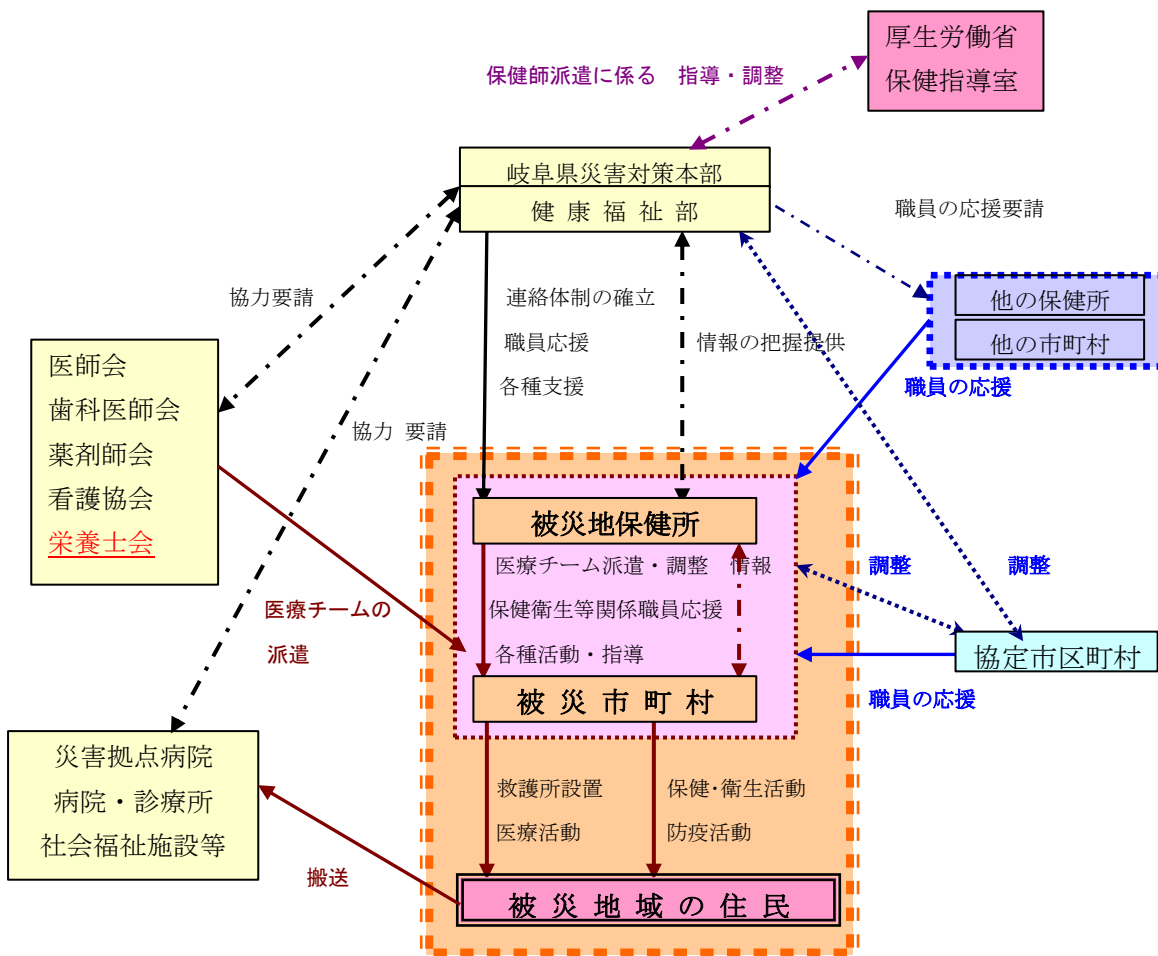 厚生労働省
保健指導室
保健師派遣に係る　指導・調整
岐阜県災害対策本部
健 康 福 祉 部
職員の応援要請
他の保健所
他の市町村
協力要請
連絡体制の確立
職員応援
各種支援
情報の把握提供
職員の応援
医師会
歯科医師会
薬剤師会
看護協会
栄養士会
協力 要請
被災地保健所
医療チーム派遣・調整　情報
保健衛生等関係職員応援
各種活動・指導
調整
調整
医療チームの
派遣
協定市区町村
職員の応援
被 災 市 町 村
災害拠点病院
病院・診療所
社会福祉施設等
救護所設置
医療活動
保健・衛生活動
防疫活動
搬送
被 災 地 域 の 住 民